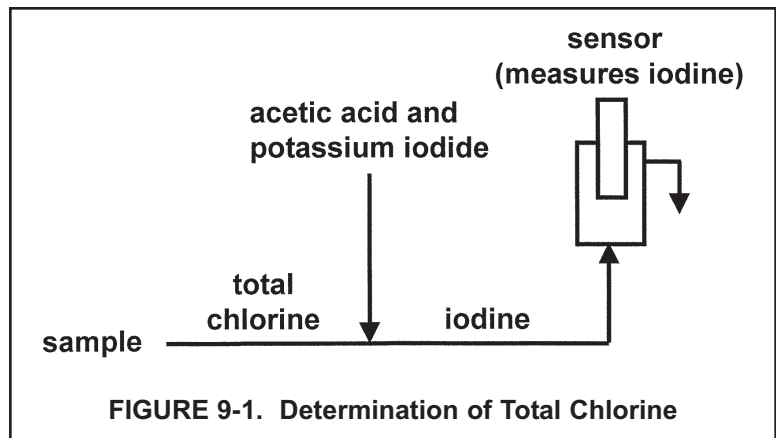 sensor
(measures iodine)
acetic acid and
potassium iodide
total
chlorine
iodine
sample
FIGURE 9-1. Determination of Total Chlorine